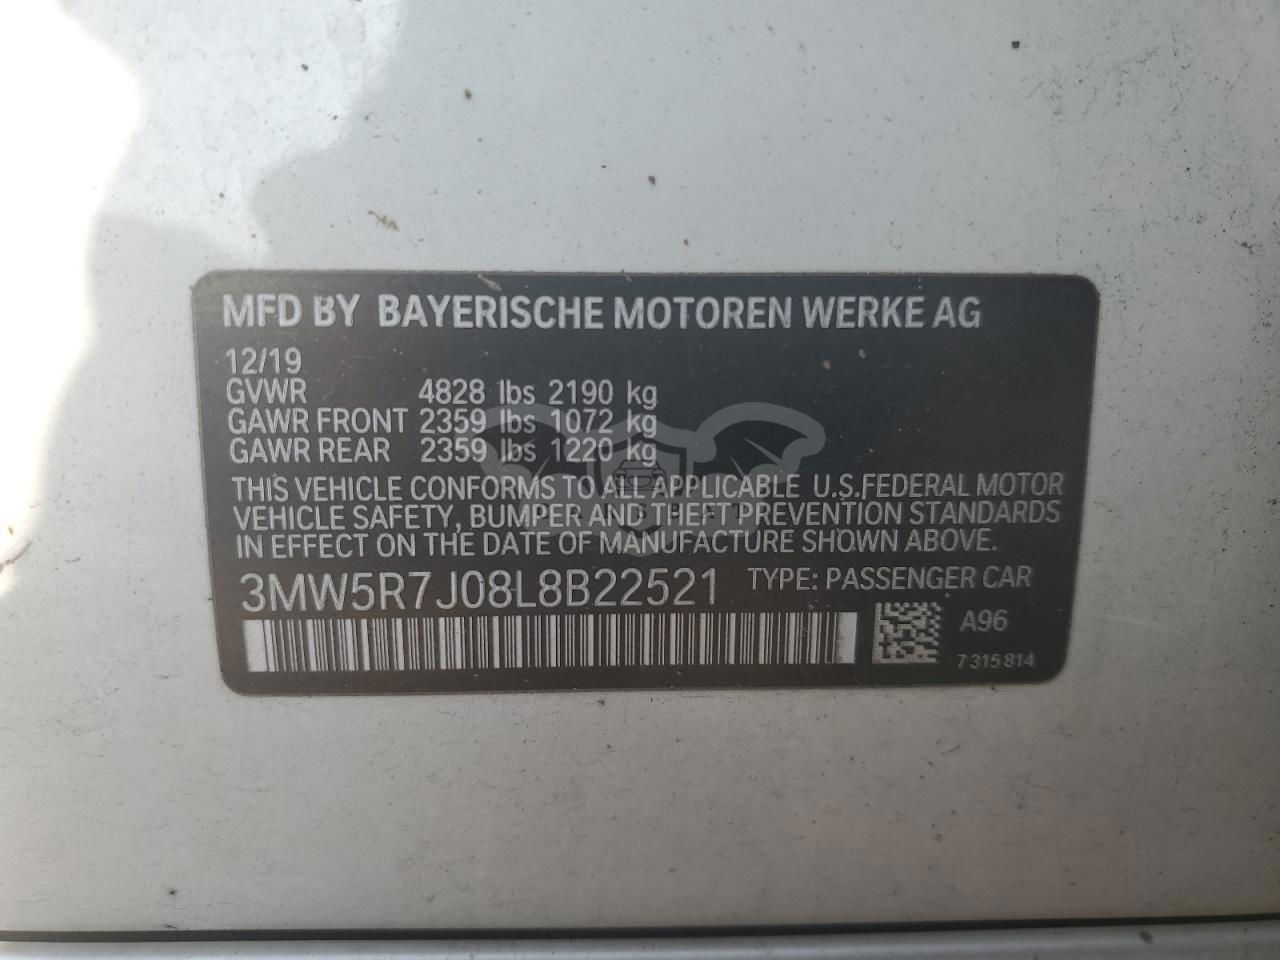 MFD BY BAYERISCHE MOTOREN WERKE AG
12/19
GVWR 4828 lbs 2190 kg
GAWR FRONT 2359 lbs 1072 kg
GAWR REAR 2359 lbs 1220 kg
THIS VEHICLE CONFORMS TO ALL APPLICABLE U.S.FEDERAL MOTOR
VEHICLE SAFETY, BUMPER AND THEFT PREVENTION STANDARDS
IN EFFECT ON THE DATE OF MANUFACTURE SHOWN ABOVE.
3MW5R7J08L8B22521 TYPE: PASSENGER CAR
A96
7 315 814